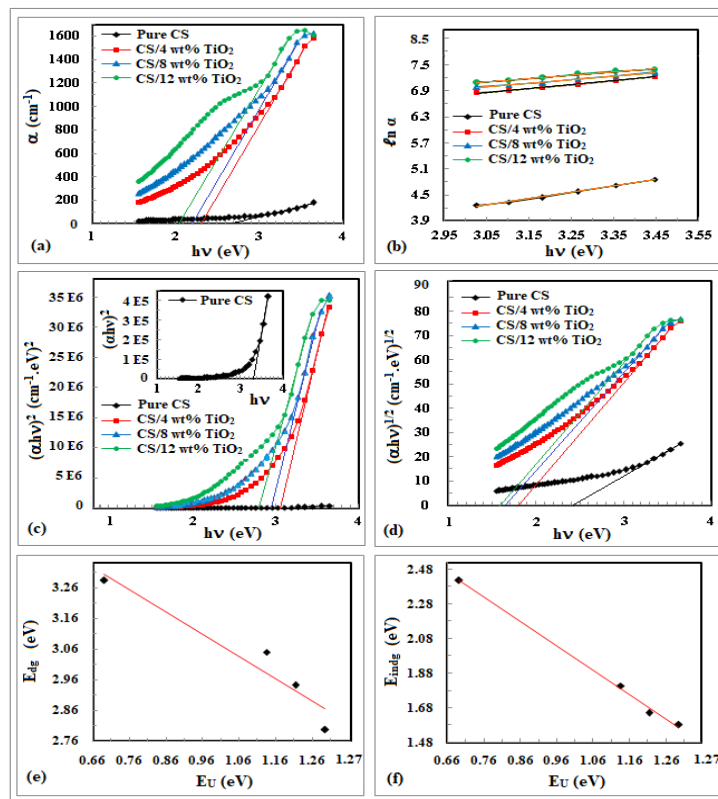 Pure CS
CS/4 wt% TiO₂
CS/8 wt% TiO₂
CS/12 wt% TiO₂
α (cm⁻¹)
1600
1400
1200
1000
800
600
400
200
0
1 2 3 4
(a)
hν (eV)
8.5
7.5
6.9
6.3
5.7
5.1
4.5
3.9
ℓn α
Pure CS
CS/4 wt% TiO₂
CS/8 wt% TiO₂
CS/12 wt% TiO₂
2.95 3.05 3.15 3.25 3.35 3.45 3.55
(b)
hν (eV)
(αhν)² (cm⁻¹.eV)²
35 E6
30 E6
25 E6
20 E6
15 E6
10 E6
5 E6
0
(αhν)²
4 E5
3 E5
2 E5
1 E5
0
Pure CS
1 2 3 4
hν
Pure CS
CS/4 wt% TiO₂
CS/8 wt% TiO₂
CS/12 wt% TiO₂
1 2 3 4
(c)
hν (eV)
(αhν)^1/2 (cm⁻¹.eV)^1/2
90
80
60
50
40
30
20
10
0
Pure CS
CS/4 wt% TiO₂
CS/8 wt% TiO₂
CS/12 wt% TiO₂
1 2 3 4
(d)
hν (eV)
E_dg (eV)
3.26
3.16
3.06
2.96
2.86
2.76
0.66 0.76 0.86 0.96 1.06 1.16 1.27
(e)
E_U (eV)
E_indg (eV)
2.48
2.28
2.08
1.88
1.68
1.48
0.66 0.76 0.86 0.96 1.06 1.16 1.27
(f)
E_U (eV)